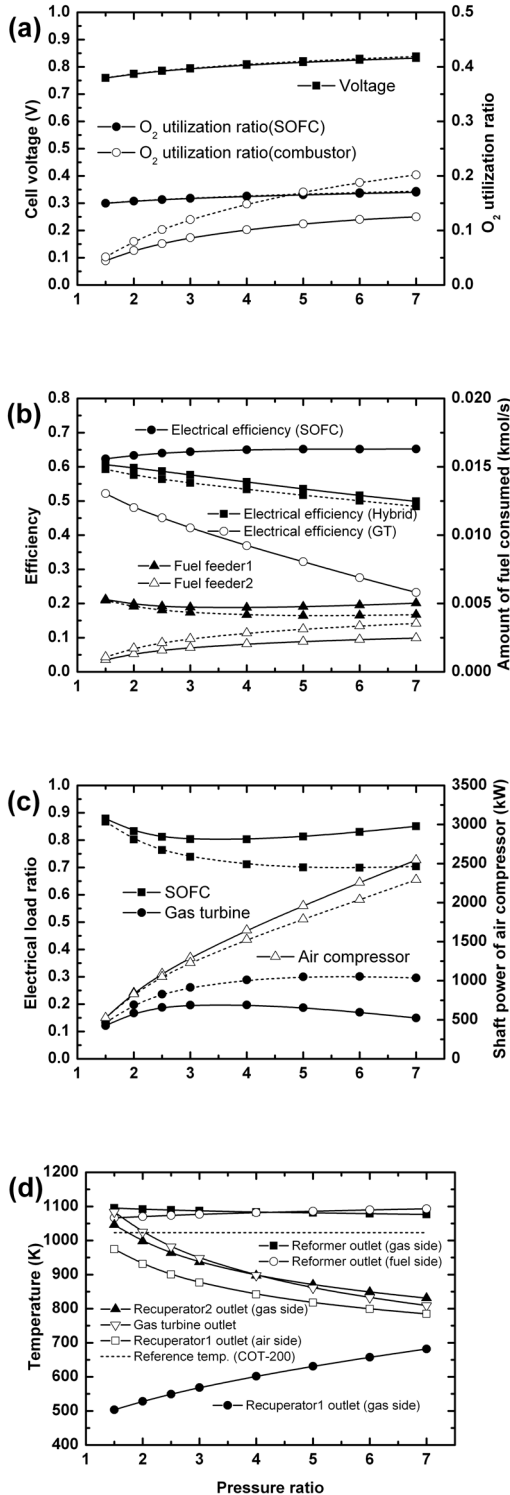 (a)
1.0
0.9
0.8
0.7
0.6
0.5
0.4
0.3
0.2
0.1
0.0
Cell voltage (V)
Voltage
O2 utilization ratio(SOFC)
O2 utilization ratio(combustor)
0.5
0.4
0.3
0.2
0.1
0.0
O2 utilization ratio
1 2 3 4 5 6 7
(b)
0.8
0.7
0.6
0.5
0.4
0.3
0.2
0.1
0.0
Efficiency
Electrical efficiency (SOFC)
Electrical efficiency (Hybrid)
Electrical efficiency (GT)
Fuel feeder1
Fuel feeder2
0.020
0.015
0.010
0.005
0.000
Amount of fuel consumed (kmol/s)
1 2 3 4 5 6 7
(c)
1.0
0.9
0.8
0.7
0.6
0.5
0.4
0.3
0.2
0.1
0.0
Electrical load ratio
SOFC
Gas turbine
Air compressor
3500
3000
2500
2000
1500
1000
500
0
Shaft power of air compressor (kW)
1 2 3 4 5 6 7
(d)
1200
1100
1000
900
800
700
600
500
400
Temperature (K)
Reformer outlet (gas side)
Reformer outlet (fuel side)
Recuperator2 outlet (gas side)
Gas turbine outlet
Recuperator1 outlet (air side)
Reference temp. (COT-200)
Recuperator1 outlet (gas side)
1 2 3 4 5 6 7
Pressure ratio